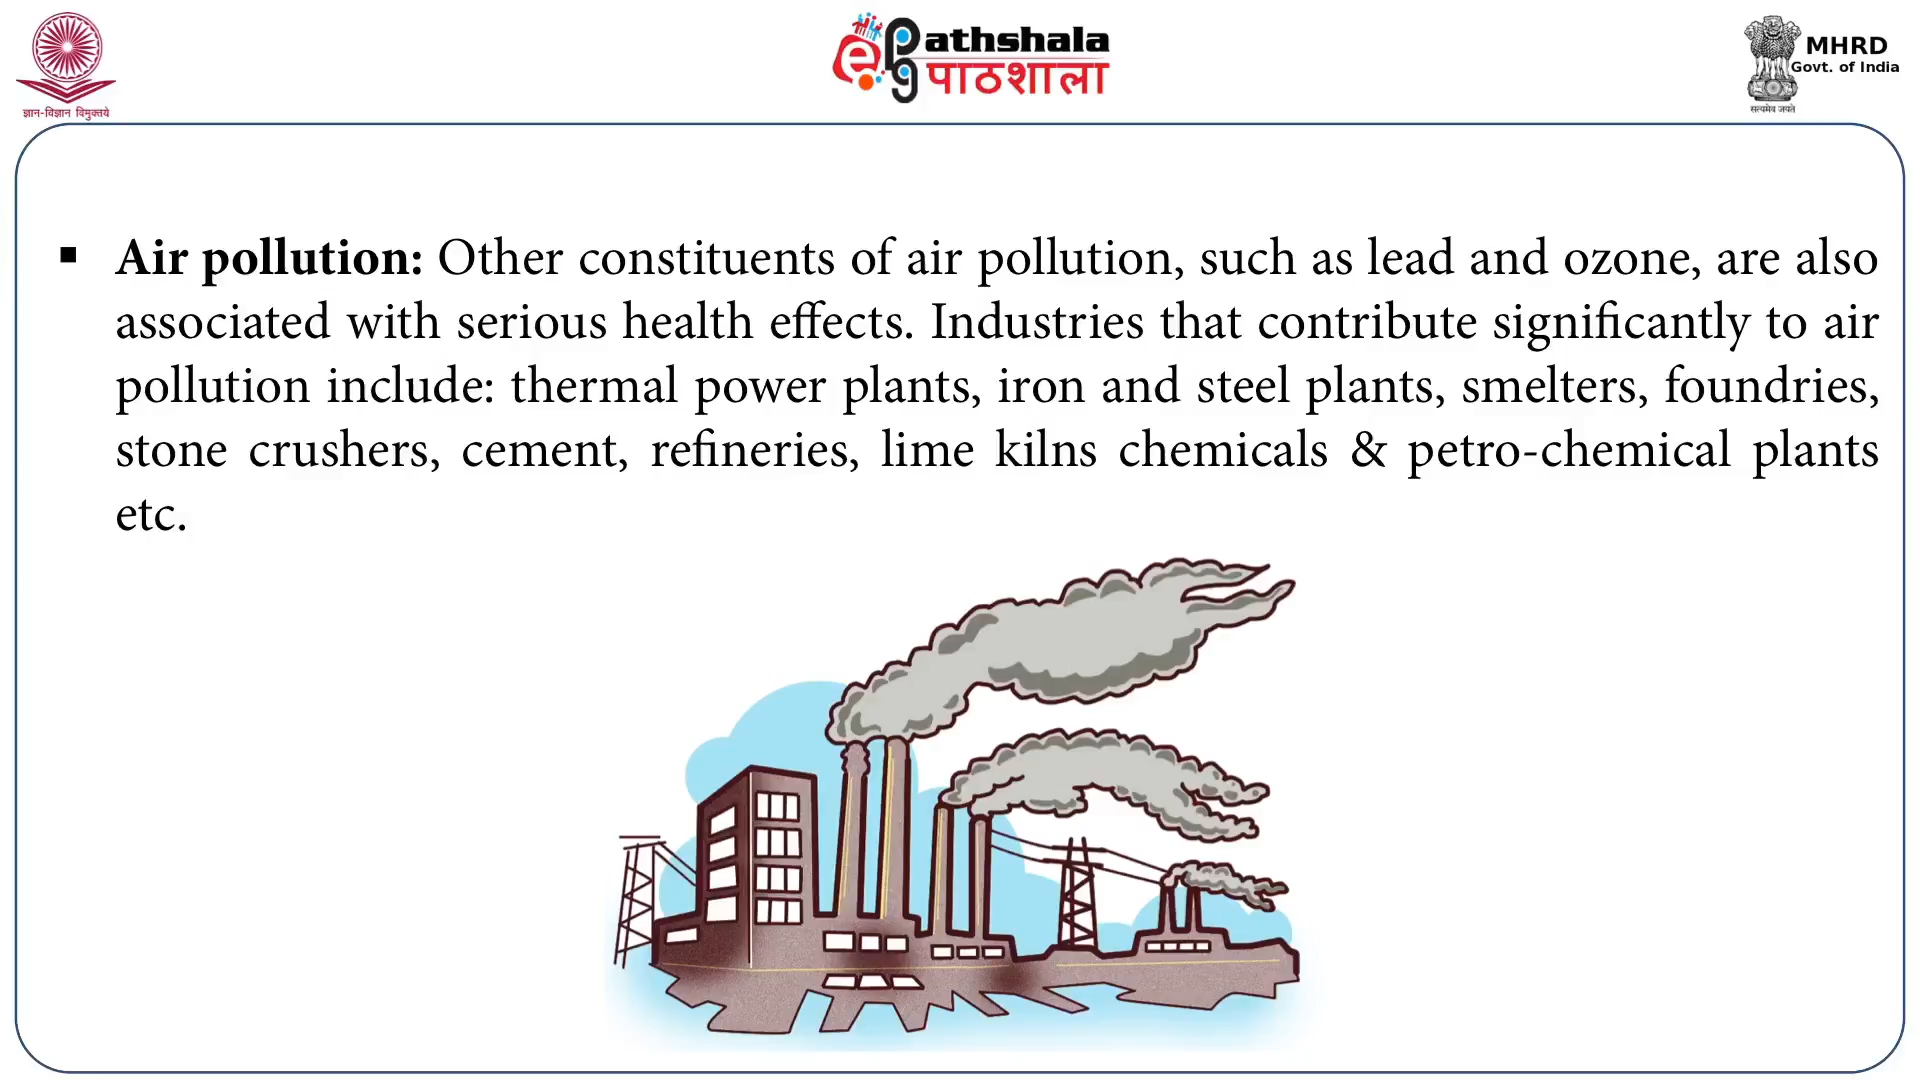 ज्ञान-विज्ञान विमुक्तये
ePG Pathshala
पाठशाला
MHRD
Govt. of India
सत्यमेव जयते
▪ Air pollution: Other constituents of air pollution, such as lead and ozone, are also
associated with serious health effects. Industries that contribute significantly to air
pollution include: thermal power plants, iron and steel plants, smelters, foundries,
stone crushers, cement, refineries, lime kilns chemicals & petro-chemical plants
etc.